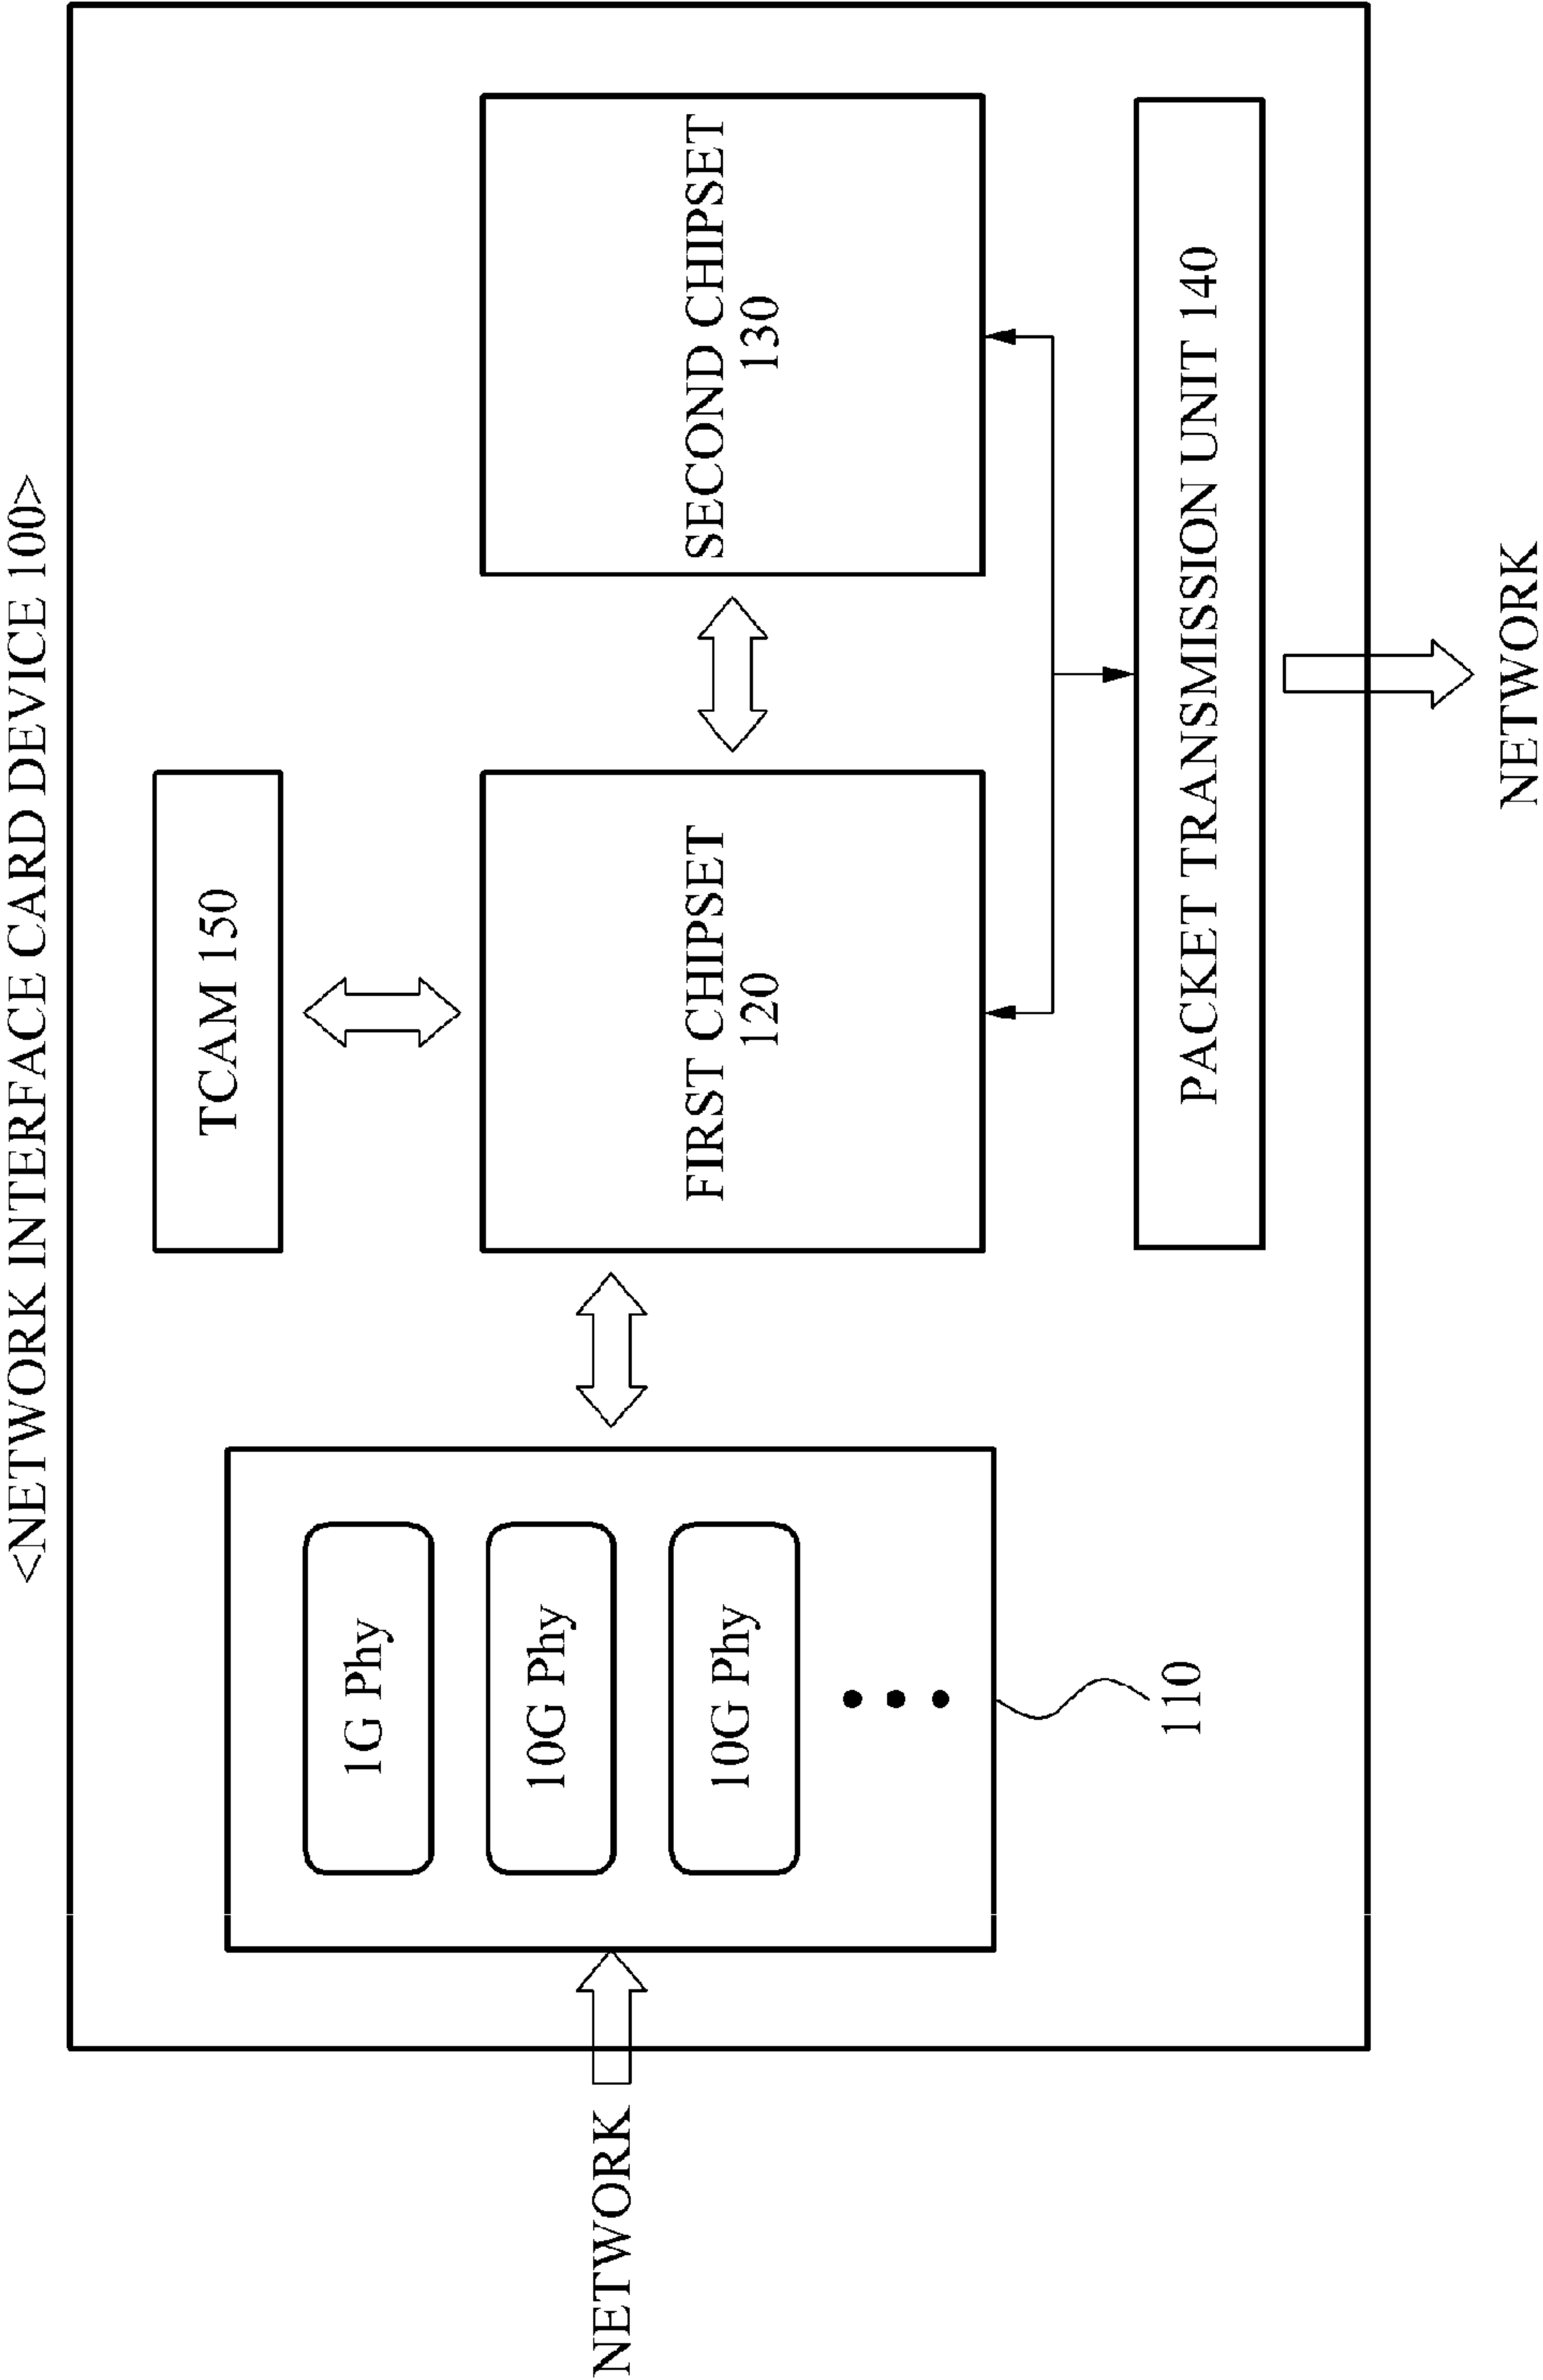 <NETWORK INTERFACE CARD DEVICE 100>
TCAM 150
1G Phy
10G Phy
10G Phy
110
NETWORK
FIRST CHIPSET
120
SECOND CHIPSET
130
PACKET TRANSMISSION UNIT 140
NETWORK